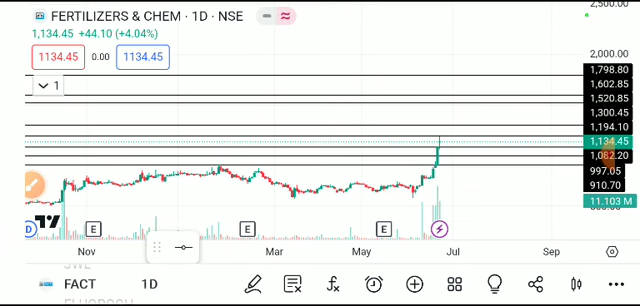 FERTILIZERS & CHEM · 1D · NSE
1,134.45 +44.10 (+4.04%)
1134.45 0.00 1134.45
1
2,500.00
2,000.00
1,798.80
1,602.85
1,520.85
1,300.45
1,194.10
1,134.45
1,082.20
997.05
910.70
11.103 M
D E E E
Nov Mar May Jul Sep
FACT 1D